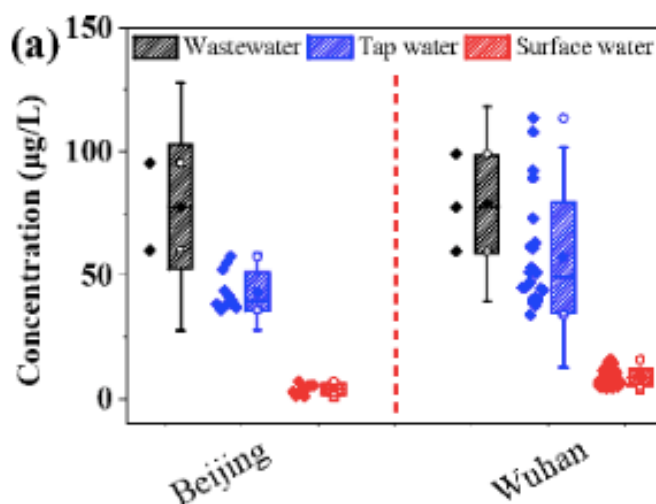 (a)
150
Wastewater Tap water Surface water
100
50
0
Concentration (µg/L)
Beijing Wuhan